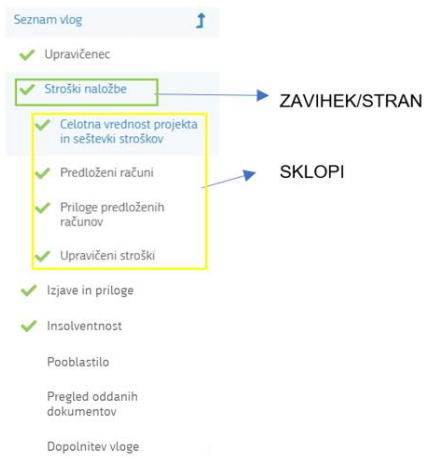 Seznam vlog
Upravičenec
Stroški naložbe
ZAVIHEK/STRAN
Celotna vrednost projekta
in seštevki stroškov
Predloženi računi
SKLOPI
Priloge predloženih
računov
Upravičeni stroški
Izjave in priloge
Insolventnost
Pooblastilo
Pregled oddanih
dokumentov
Dopolnitev vloge